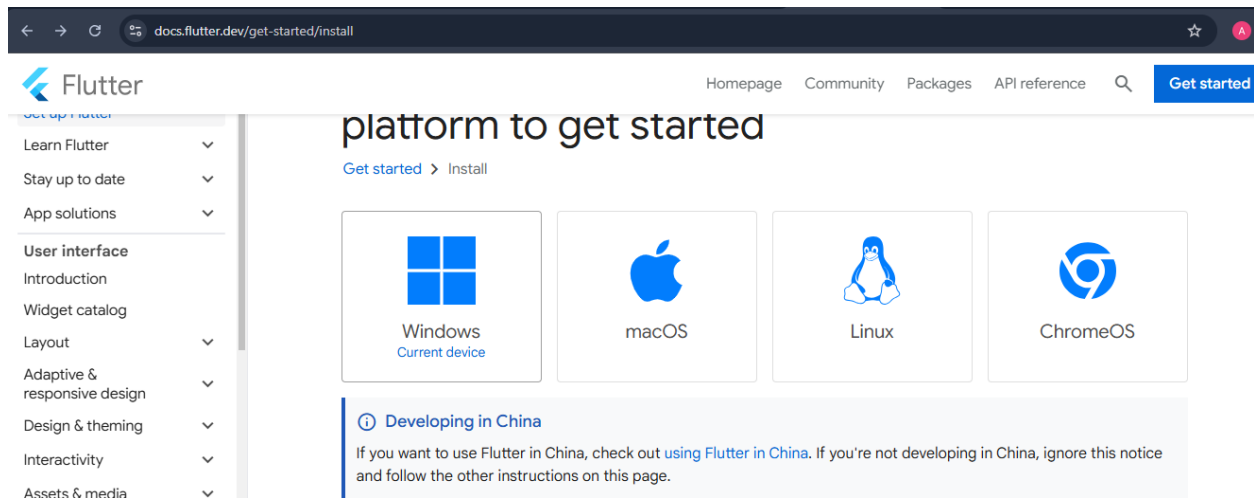 docs.flutter.dev/get-started/install
A
Flutter
Homepage
Community
Packages
API reference
Get started
Set up Flutter
Learn Flutter
Stay up to date
App solutions
User interface
Introduction
Widget catalog
Layout
Adaptive &
responsive design
Design & theming
Interactivity
Assets & media
platform to get started
Get started > Install
Windows
Current device
macOS
Linux
ChromeOS
Developing in China
If you want to use Flutter in China, check out using Flutter in China. If you're not developing in China, ignore this notice
and follow the other instructions on this page.